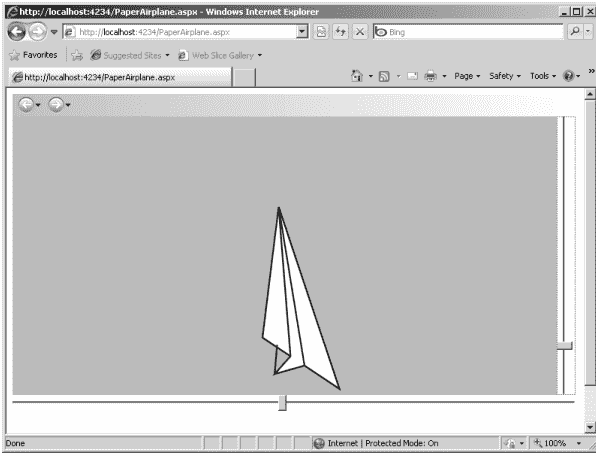 http://localhost:4234/PaperAirplane.aspx - Windows Internet Explorer
http://localhost:4234/PaperAirplane.aspx
Bing
Favorites Suggested Sites Web Slice Gallery
http://localhost:4234/PaperAirplane.aspx Page Safety Tools
Done Internet | Protected Mode: On 100%